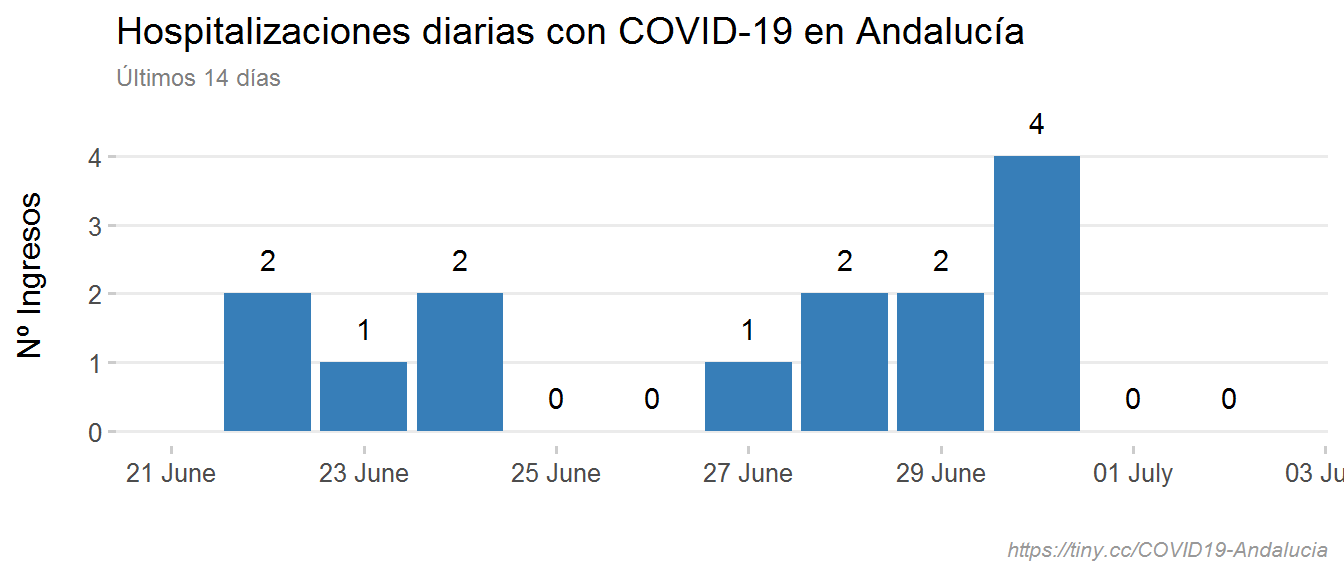 Hospitalizaciones diarias con COVID-19 en Andalucía
Últimos 14 días
Nº Ingresos
4
3
2
1
0
2
1
2
0
0
1
2
2
4
0
0
21 June
23 June
25 June
27 June
29 June
01 July
03 Ju
https://tiny.cc/COVID19-Andalucia